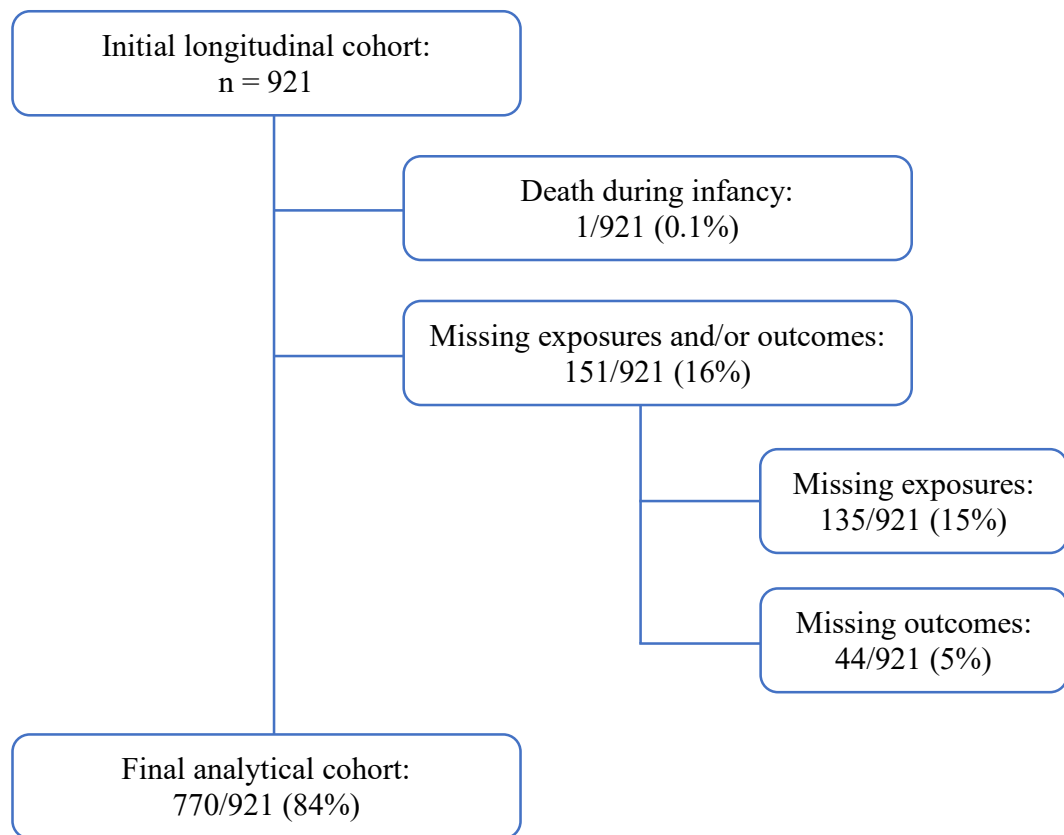 Initial longitudinal cohort:
n = 921
Death during infancy:
1/921 (0.1%)
Missing exposures and/or outcomes:
151/921 (16%)
Missing exposures:
135/921 (15%)
Missing outcomes:
44/921 (5%)
Final analytical cohort:
770/921 (84%)